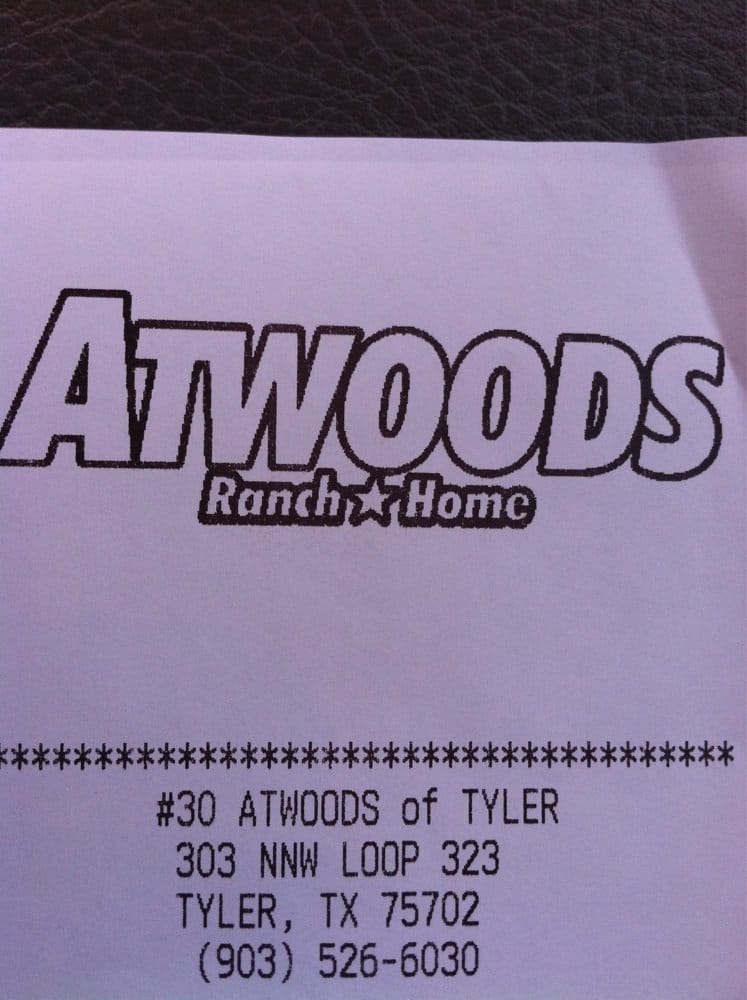 ATWOODS
Ranch★Home
***********************************
#30 ATWOODS of TYLER
303 NNW LOOP 323
TYLER, TX 75702
(903) 526-6030